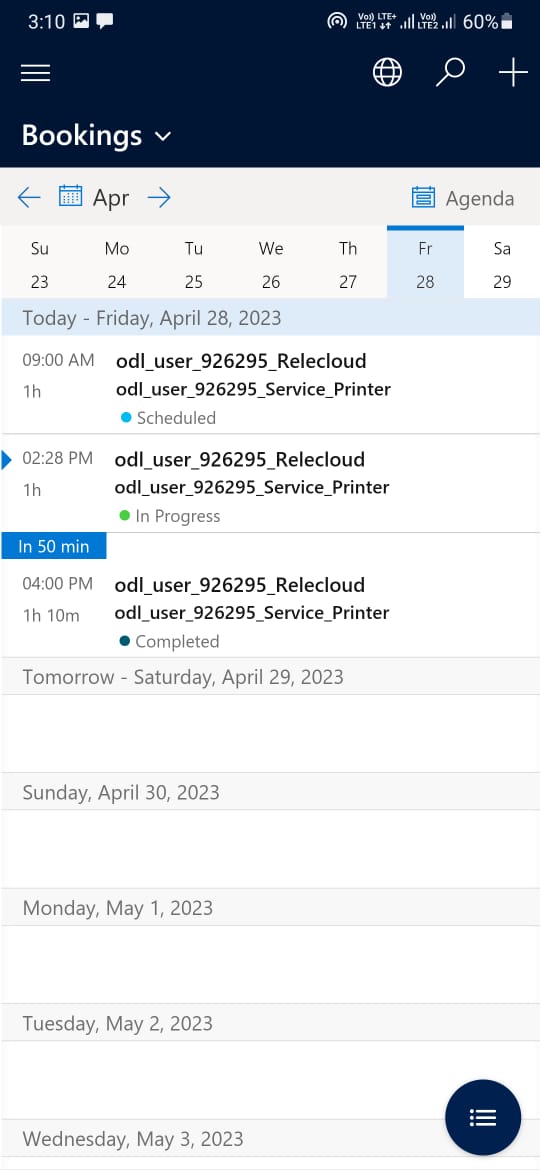 3:10 Vo) LTE+ LTE1 Vo) LTE2 60%
Bookings
Apr Agenda
Su Mo Tu We Th Fr Sa
23 24 25 26 27 28 29
Today - Friday, April 28, 2023
09:00 AM odl_user_926295_Relecloud
1h odl_user_926295_Service_Printer
Scheduled
02:28 PM odl_user_926295_Relecloud
1h odl_user_926295_Service_Printer
In Progress
In 50 min
04:00 PM odl_user_926295_Relecloud
1h 10m odl_user_926295_Service_Printer
Completed
Tomorrow - Saturday, April 29, 2023
Sunday, April 30, 2023
Monday, May 1, 2023
Tuesday, May 2, 2023
Wednesday, May 3, 2023